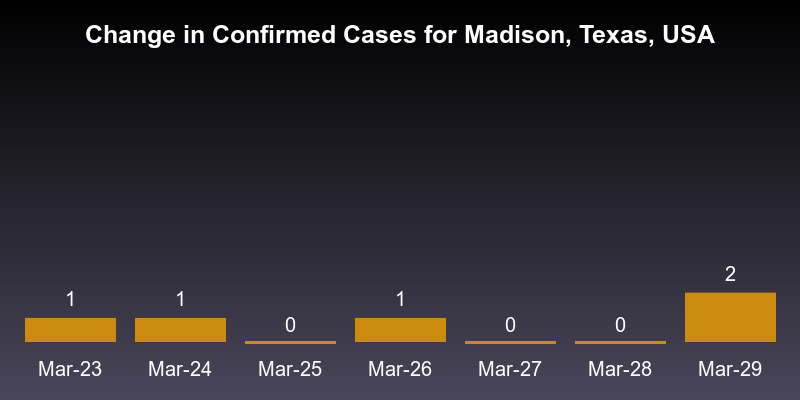 Change in Confirmed Cases for Madison, Texas, USA
1 1 0 1 0 0 2
Mar-23 Mar-24 Mar-25 Mar-26 Mar-27 Mar-28 Mar-29